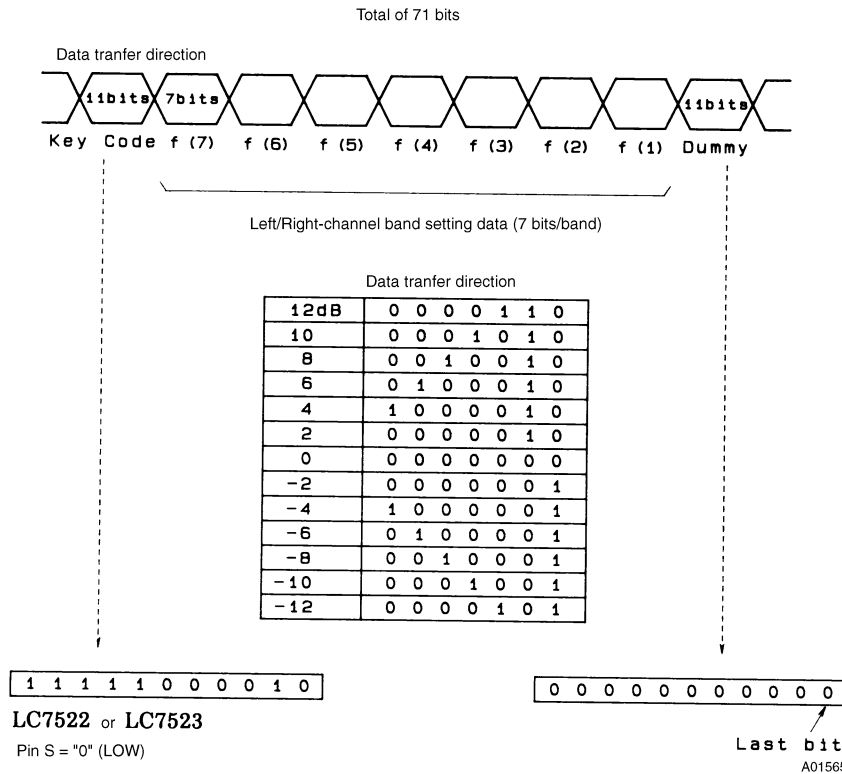 Total of 71 bits
Data tranfer direction
11bits 7bits 11bits
Key Code f (7) f (6) f (5) f (4) f (3) f (2) f (1) Dummy
Left/Right-channel band setting data (7 bits/band)
Data tranfer direction
12dB 0 0 0 0 1 1 0
10 0 0 0 1 0 1 0
8 0 0 1 0 0 1 0
6 0 1 0 0 0 1 0
4 1 0 0 0 0 1 0
2 0 0 0 0 0 1 0
0 0 0 0 0 0 0 0
-2 0 0 0 0 0 0 1
-4 1 0 0 0 0 0 1
-6 0 1 0 0 0 0 1
-8 0 0 1 0 0 0 1
-10 0 0 0 1 0 0 1
-12 0 0 0 0 1 0 1
1 1 1 1 1 0 0 0 0 1 0
0 0 0 0 0 0 0 0 0 0 0
LC7522 or LC7523
Pin S = "0" (LOW)
Last bit
A01565